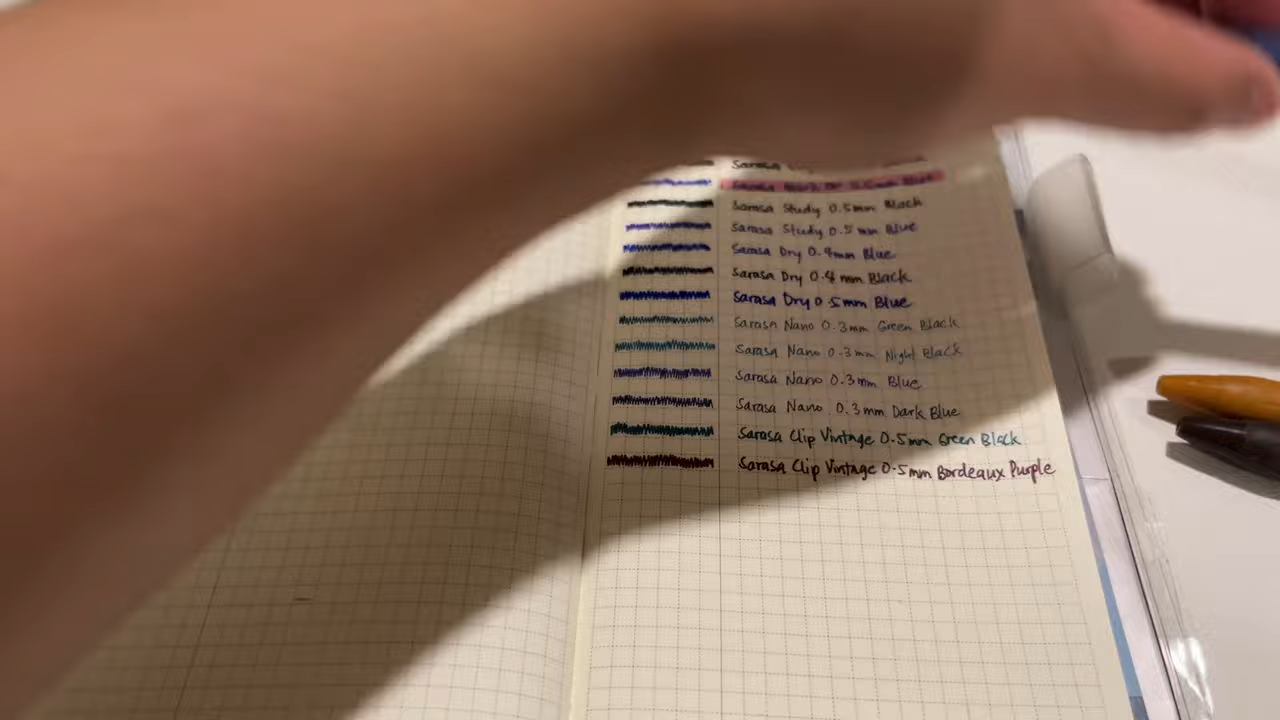 Sarasa
Sarasa
Sarasa Study 0.5mm Black
Sarasa Study 0.5mm Blue
Sarasa Dry 0.4mm Blue
Sarasa Dry 0.4mm Black
Sarasa Dry 0.5mm Blue
Sarasa Nano 0.3mm Green Black
Sarasa Nano 0.3mm Night Black
Sarasa Nano 0.3mm Blue
Sarasa Nano 0.3mm Dark Blue
Sarasa Clip Vintage 0.5mm Green Black
Sarasa Clip Vintage 0.5mm Bordeaux Purple